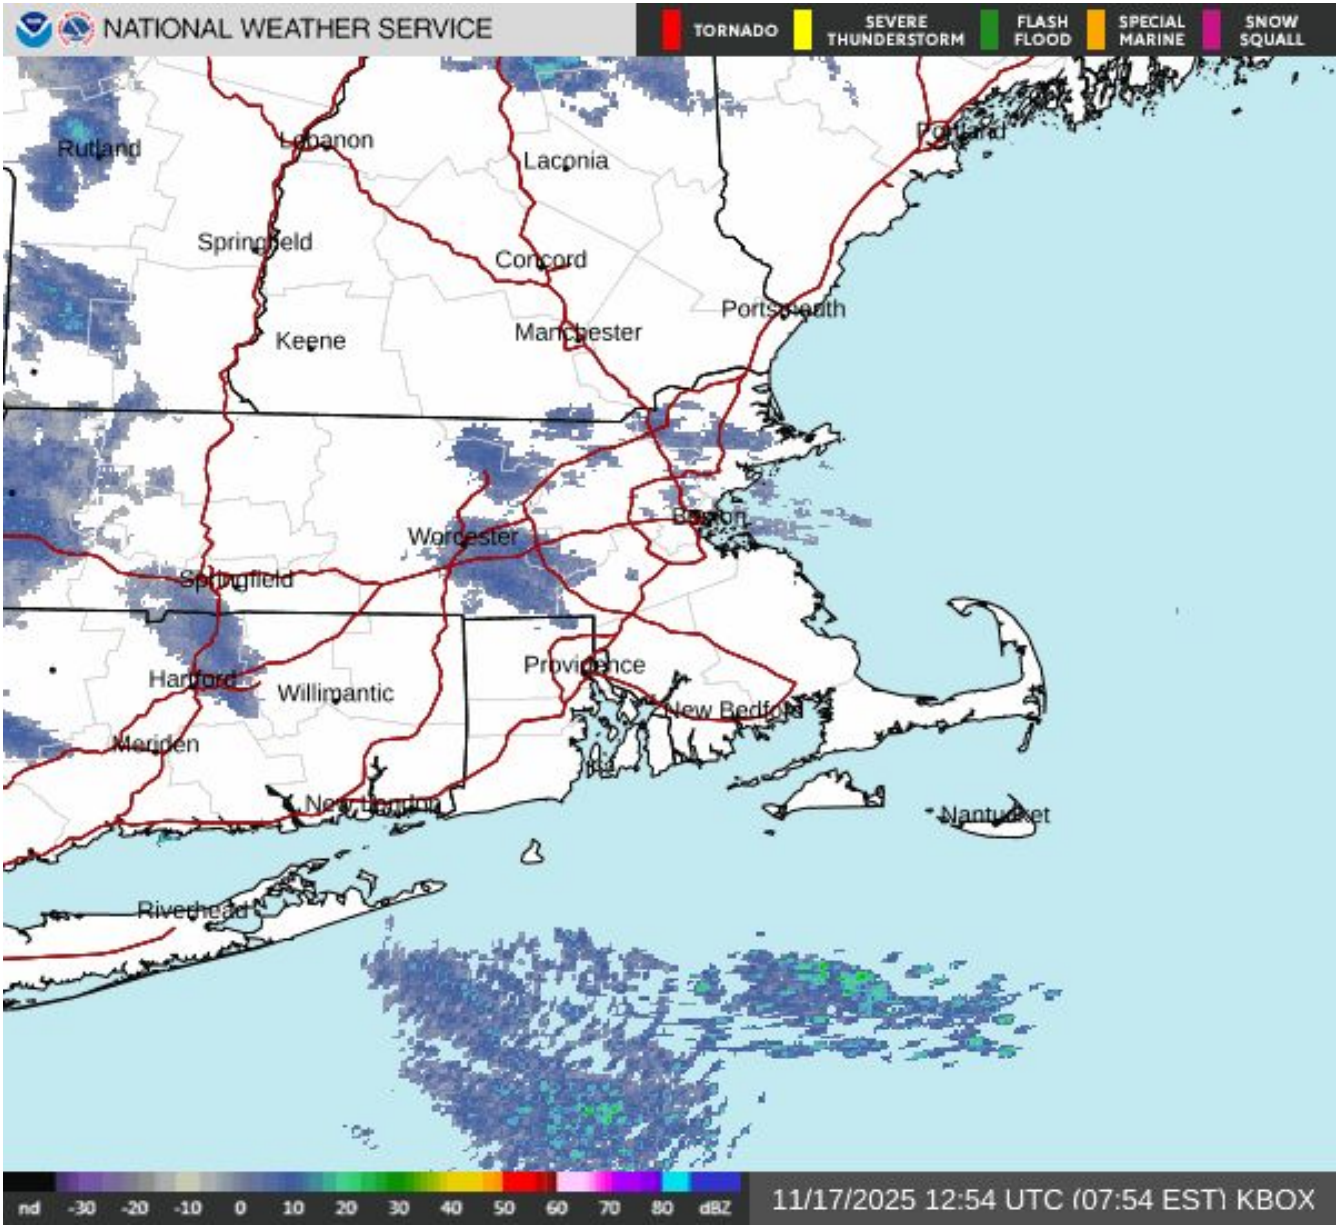 NATIONAL WEATHER SERVICE
TORNADO
SEVERE
THUNDERSTORM
FLASH
FLOOD
SPECIAL
MARINE
SNOW
SQUALL
Portland
Lebanon
Rutland
Laconia
Springfield
Concord
Portsmouth
Manchester
Keene
Boston
Worcester
Springfield
Providence
Hartford
Willimantic
New Bedford
Meriden
New London
Nantucket
Riverhead
nd -30 -20 -10 0 10 20 30 40 50 60 70 80 dBZ
11/17/2025 12:54 UTC (07:54 EST) KBOX